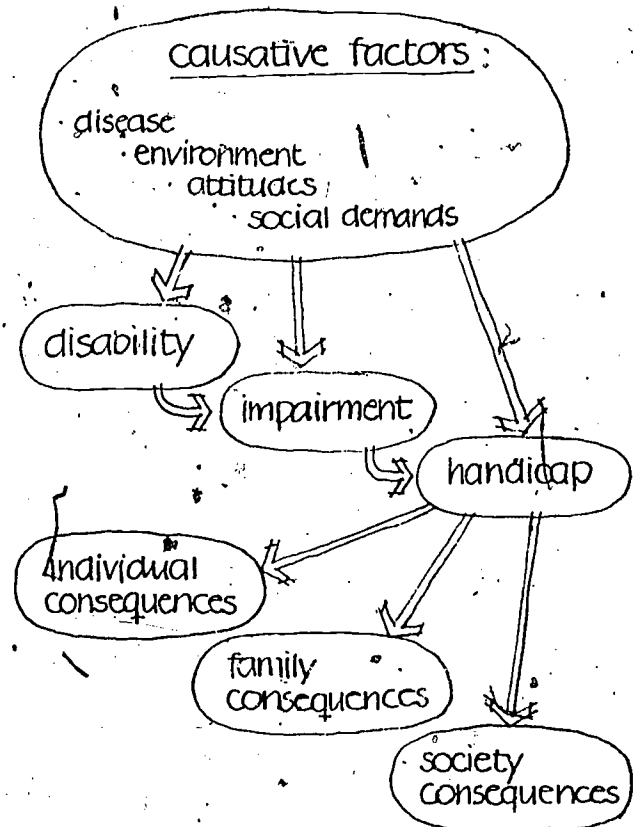 causative factors:
· disease
· environment
· attitudes
· social demands
disability
impairment
handicap
individual
consequences
family
consequences
society
consequences